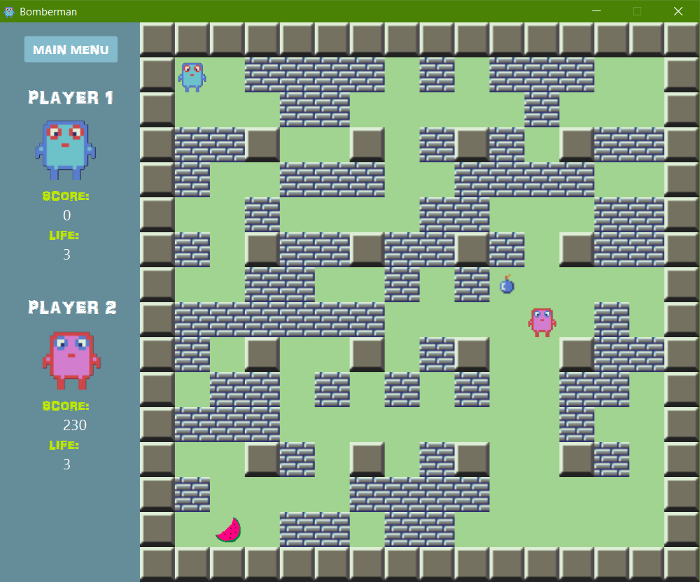 Bomberman
MAIN MENU
PLAYER 1
SCORE:
0
LIFE:
3
PLAYER 2
SCORE:
230
LIFE:
3